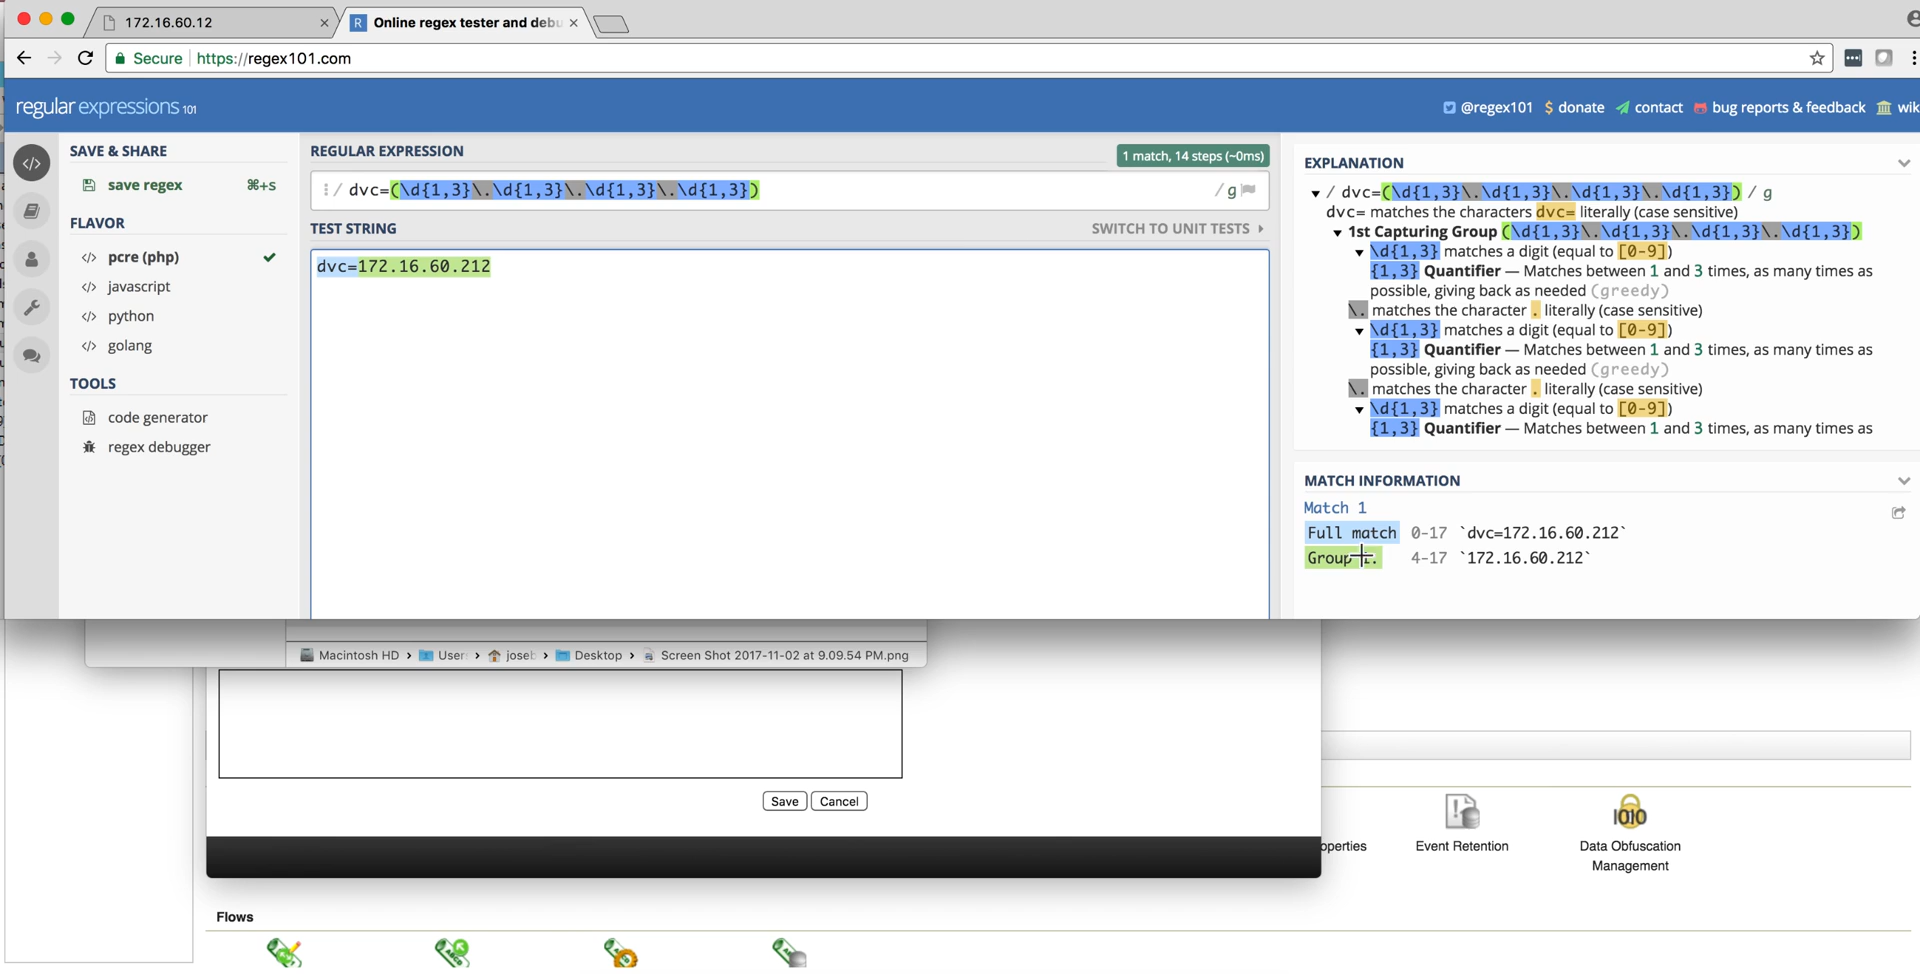 172.16.60.12
Online regex tester and debu
Secure https://regex101.com
regular expressions 101
@regex101 donate contact bug reports & feedback wik
SAVE & SHARE
save regex ⌘+s
FLAVOR
pcre (php)
javascript
python
golang
TOOLS
code generator
regex debugger
REGULAR EXPRESSION
1 match, 14 steps (~0ms)
/ dvc=(\d{1,3}\.\d{1,3}\.\d{1,3}\.\d{1,3}) / g
TEST STRING
SWITCH TO UNIT TESTS
dvc=172.16.60.212
EXPLANATION
/ dvc=(\d{1,3}\.\d{1,3}\.\d{1,3}\.\d{1,3}) / g
dvc= matches the characters dvc= literally (case sensitive)
1st Capturing Group (\d{1,3}\.\d{1,3}\.\d{1,3}\.\d{1,3})
\d{1,3} matches a digit (equal to [0-9])
{1,3} Quantifier — Matches between 1 and 3 times, as many times as
possible, giving back as needed (greedy)
\. matches the character . literally (case sensitive)
\d{1,3} matches a digit (equal to [0-9])
{1,3} Quantifier — Matches between 1 and 3 times, as many times as
possible, giving back as needed (greedy)
\. matches the character . literally (case sensitive)
\d{1,3} matches a digit (equal to [0-9])
{1,3} Quantifier — Matches between 1 and 3 times, as many times as
MATCH INFORMATION
Match 1
Full match 0-17 `dvc=172.16.60.212`
Group 1. 4-17 `172.16.60.212`
Macintosh HD › User › joseb › Desktop › Screen Shot 2017-11-02 at 9.09.54 PM.png
Save Cancel
operties
Event Retention
Data Obfuscation
Management
Flows